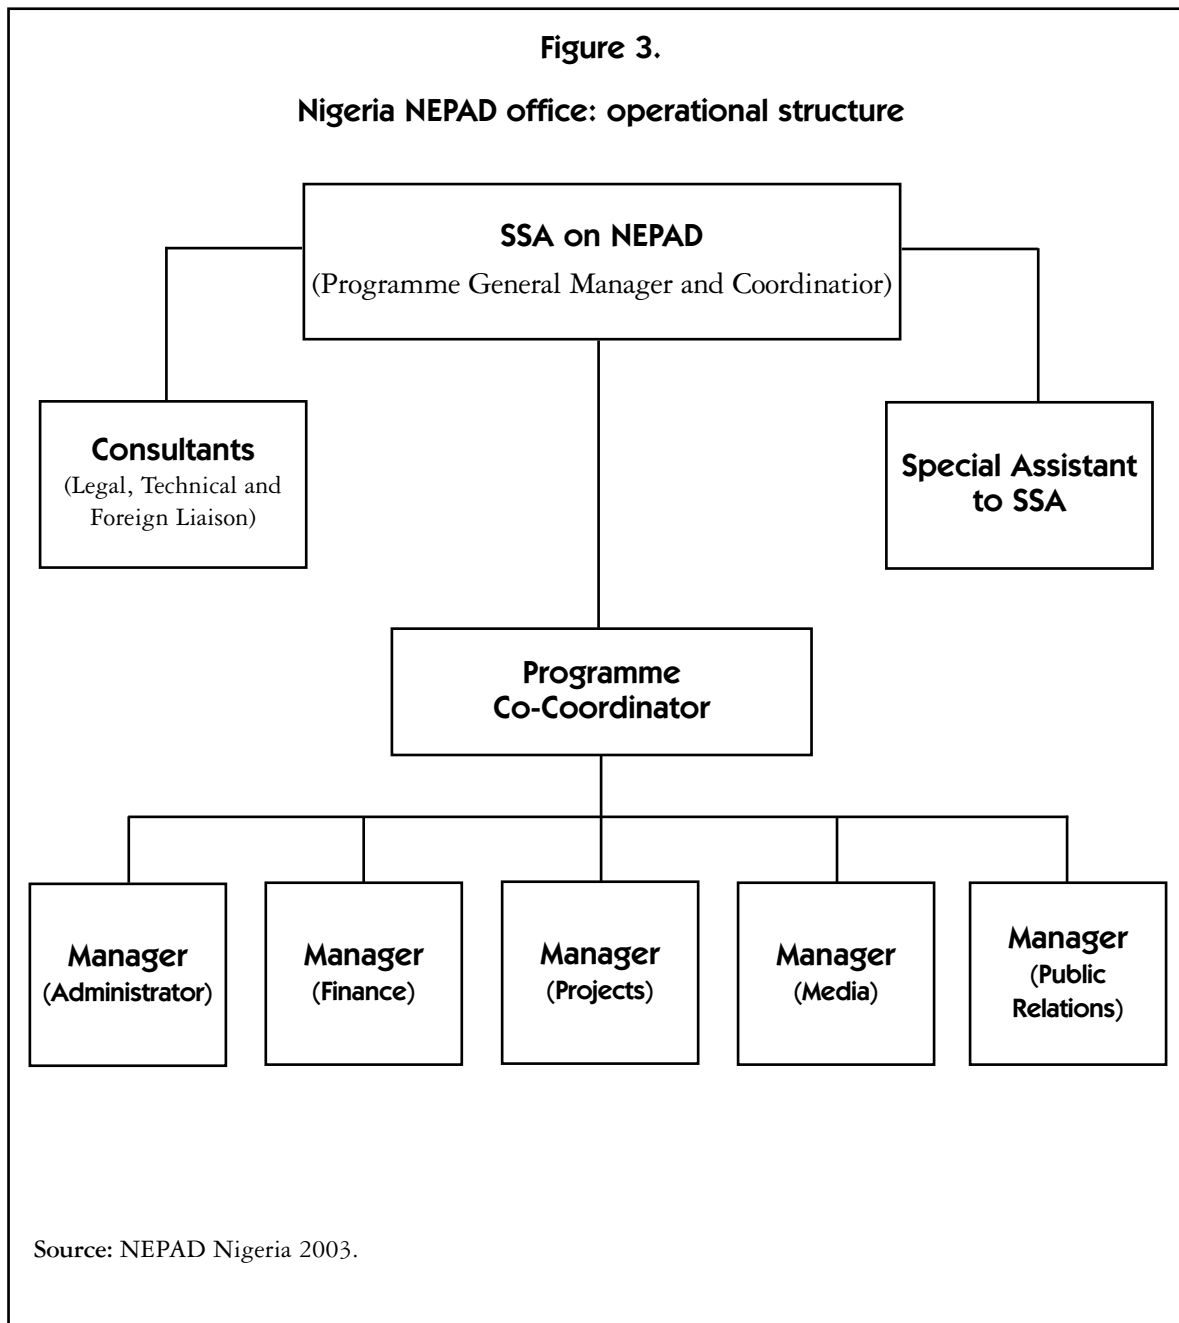 Figure 3.
Nigeria NEPAD office: operational structure
SSA on NEPAD
(Programme General Manager and Coordinatior)
Consultants
(Legal, Technical and
Foreign Liaison)
Special Assistant
to SSA
Programme
Co-Coordinator
Manager
(Administrator)
Manager
(Finance)
Manager
(Projects)
Manager
(Media)
Manager
(Public
Relations)
Source: NEPAD Nigeria 2003.